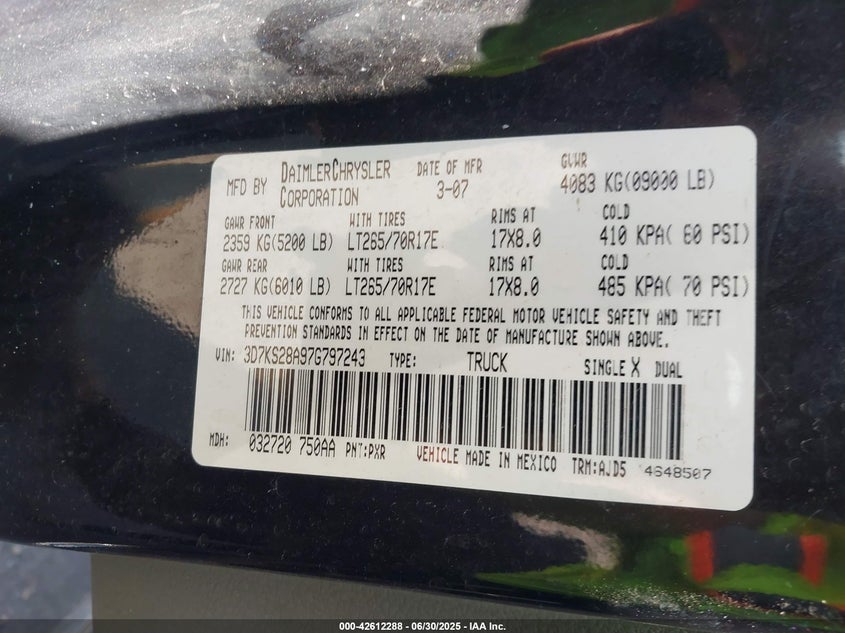 MFD BY DAIMLERCHRYSLER CORPORATION DATE OF MFR 3-07 GVWR 4083 KG(09000 LB)
GAWR FRONT WITH TIRES RIMS AT COLD
2359 KG(5200 LB) LT265/70R17E 17X8.0 410 KPA( 60 PSI)
GAWR REAR WITH TIRES RIMS AT COLD
2727 KG(6010 LB) LT265/70R17E 17X8.0 485 KPA( 70 PSI)
THIS VEHICLE CONFORMS TO ALL APPLICABLE FEDERAL MOTOR VEHICLE SAFETY AND THEFT
PREVENTION STANDARDS IN EFFECT ON THE DATE OF MANUFACTURE SHOWN ABOVE.
VIN: 3D7KS28A97G797243 TYPE: TRUCK SINGLE X DUAL
MDH: 032720 750AA PNT:PXR VEHICLE MADE IN MEXICO TRM:AJD5 4648507
000-42612288 - 06/30/2025 - IAA Inc.